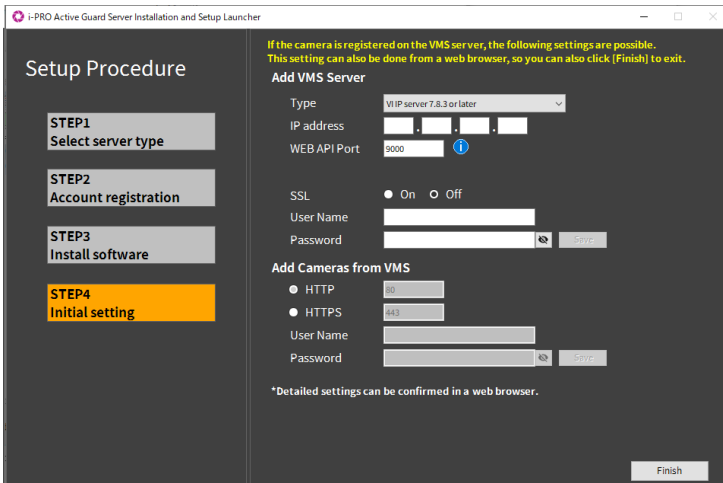 i-PRO Active Guard Server Installation and Setup Launcher
Setup Procedure
STEP1
Select server type
STEP2
Account registration
STEP3
Install software
STEP4
Initial setting
If the camera is registered on the VMS server, the following settings are possible.
This setting can also be done from a web browser, so you can also click [Finish] to exit.
Add VMS Server
Type VI IP server 7.8.3 or later
IP address . . .
WEB API Port 9000 i
SSL On Off
User Name
Password Save
Add Cameras from VMS
HTTP 80
HTTPS 443
User Name
Password Save
*Detailed settings can be confirmed in a web browser.
Finish